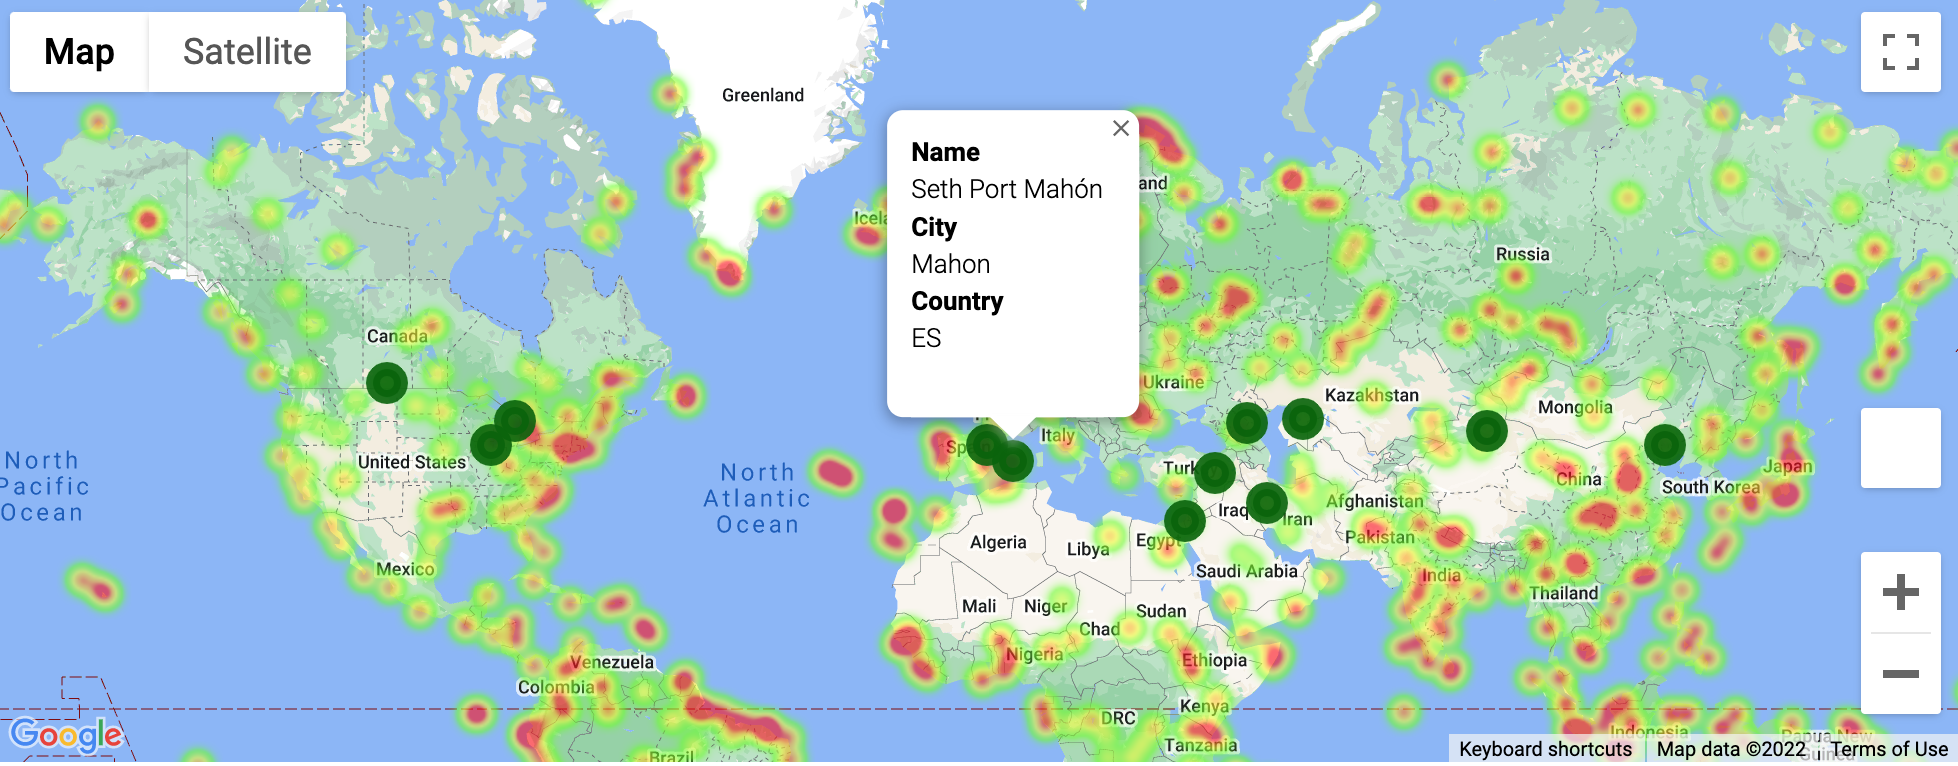 Map
Satellite
Greenland
Name
Seth Port Mahón
City
Mahon
Country
ES
and
Icela
Russia
Canada
Ukraine
Kazakhstan
Mongolia
Italy
Sp
United States
North
Pacific
Ocean
North
Atlantic
Ocean
Turk
Japan
China
South Korea
Afghanistan
Iraq
Iran
Algeria
Libya
Egypt
Pakistan
Mexico
Saudi Arabia
India
Thailand
Mali
Niger
Sudan
Chad
Nigeria
Ethiopia
Venezuela
Colombia
Kenya
DRC
Tanzania
Indonesia
Papua New
Guinea
Brazil
Google
Keyboard shortcuts
Map data ©2022
Terms of Use